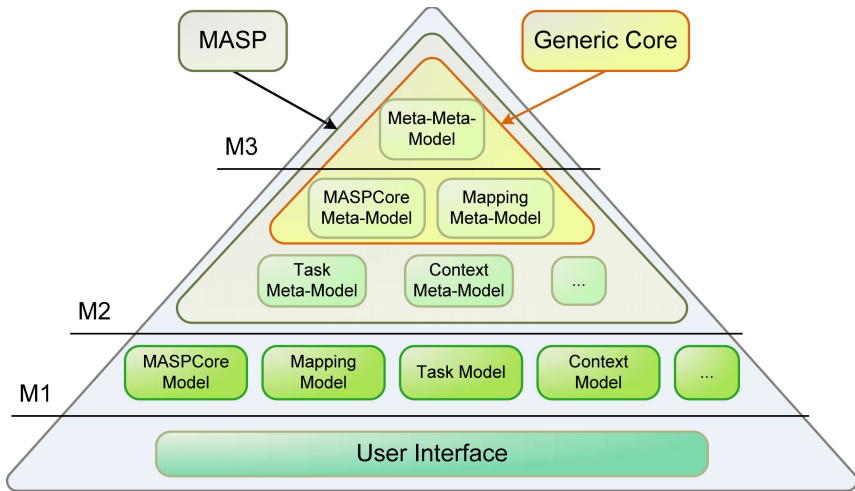 MASP
Generic Core
Meta-Meta-
Model
M3
MASPCore
Meta-Model
Mapping
Meta-Model
Task
Meta-Model
Context
Meta-Model
...
M2
MASPCore
Model
Mapping
Model
Task Model
Context
Model
...
M1
User Interface